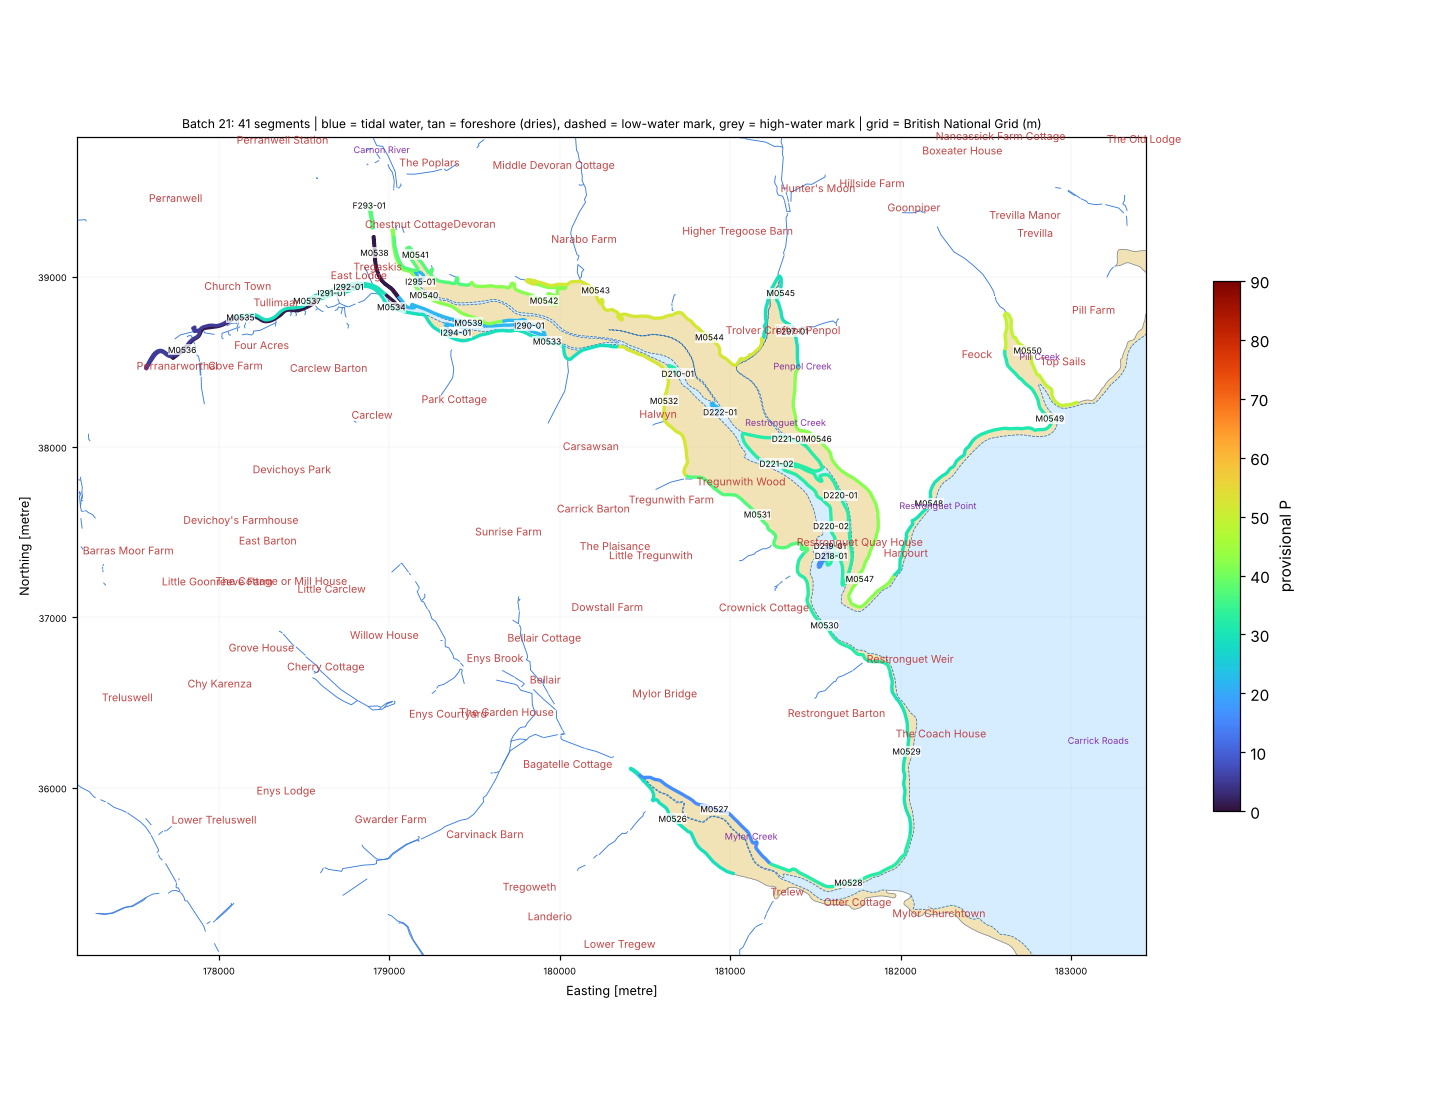 Batch 21: 41 segments | blue = tidal water, tan = foreshore (dries), dashed = low-water mark, grey = high-water mark | grid = British National Grid (m)
Perranwell Station
Nancassick Farm Cottage
The Old Lodge
Carnon River
Boxeater House
The Poplars
Middle Devoran Cottage
Hillside Farm
Hunter's Moon
Perranwell
F293-01
Goonpiper
Trevilla Manor
Chestnut Cottage
Devoran
Higher Tregoose Barn
Trevilla
Narabo Farm
M0538
M0541
Tregaskis
East Lodge
39000
I295-01
Church Town
I292-01
I291-01
M0540
M0543
M0545
M0542
Tullimaar
M0537
M0534
Pill Farm
M0535
M0539
I290-01
I294-01
Trolver Croft
Penpol
M0544
M0533
Four Acres
M0536
Feock
M0550
Pill Creek
Top Sails
Perranarworthal
Cove Farm
Carclew Barton
D210-01
Penpol Creek
Park Cottage
M0532
Carclew
Halwyn
D222-01
M0549
Restronguet Creek
38000
Carsawsan
D221-01
M0546
Devichoys Park
D221-02
Tregunwith Wood
Tregunwith Farm
D220-01
M0548
Restronguet Point
Carrick Barton
M0531
Devichoy's Farmhouse
D220-02
Sunrise Farm
East Barton
Restronguet Quay House
The Plaisance
D219-01
Barras Moor Farm
Little Tregunwith
D218-01
Harcourt
M0547
The Cottage or Mill House
Little Carclew
Dowstall Farm
Crownick Cottage
37000
M0530
Willow House
Bellair Cottage
Grove House
Enys Brook
Restronguet Weir
Cherry Cottage
Chy Karenza
Bellair
Treluswell
Mylor Bridge
Enys Courtyard
The Garden House
Restronguet Barton
The Coach House
Carrick Roads
M0529
Bagatelle Cottage
36000
Enys Lodge
M0527
Lower Treluswell
Gwarder Farm
M0526
Carvinack Barn
Mylor Creek
Tregoweth
M0528
Trelew
Otter Cottage
Landerio
Mylor Churchtown
Lower Tregew
178000
179000
180000
181000
182000
183000
Easting [metre]
Northing [metre]
90
80
70
60
50
40
30
20
10
0
provisional P